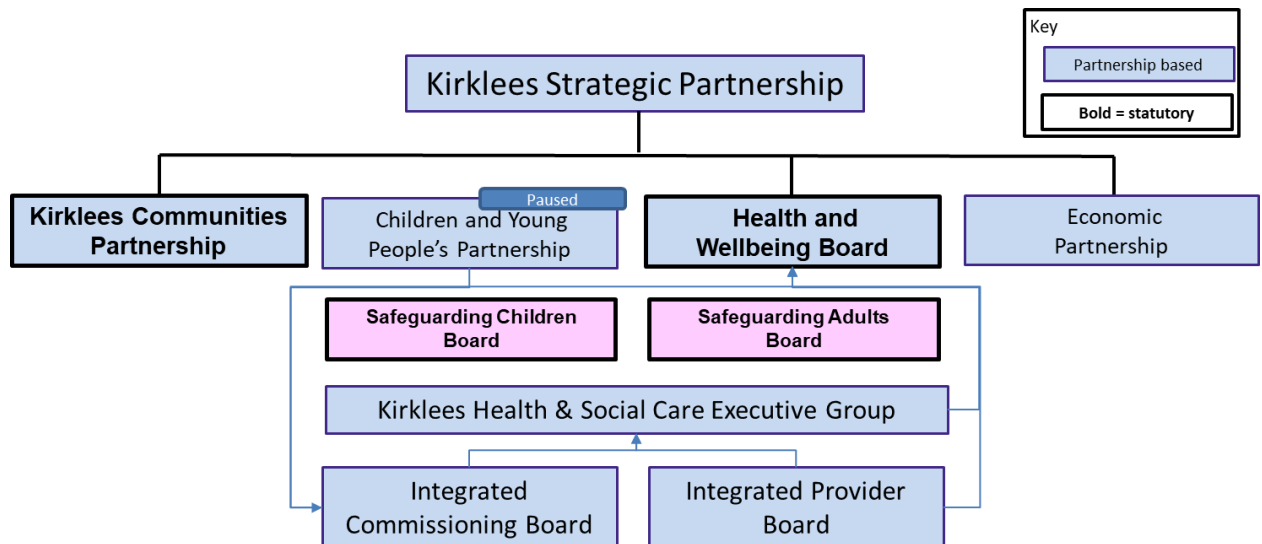 Key
Partnership based
Bold = statutory
Kirklees Strategic Partnership
Kirklees Communities
Partnership
Paused
Children and Young
People’s Partnership
Health and
Wellbeing Board
Economic
Partnership
Safeguarding Children
Board
Safeguarding Adults
Board
Kirklees Health & Social Care Executive Group
Integrated
Commissioning Board
Integrated Provider
Board